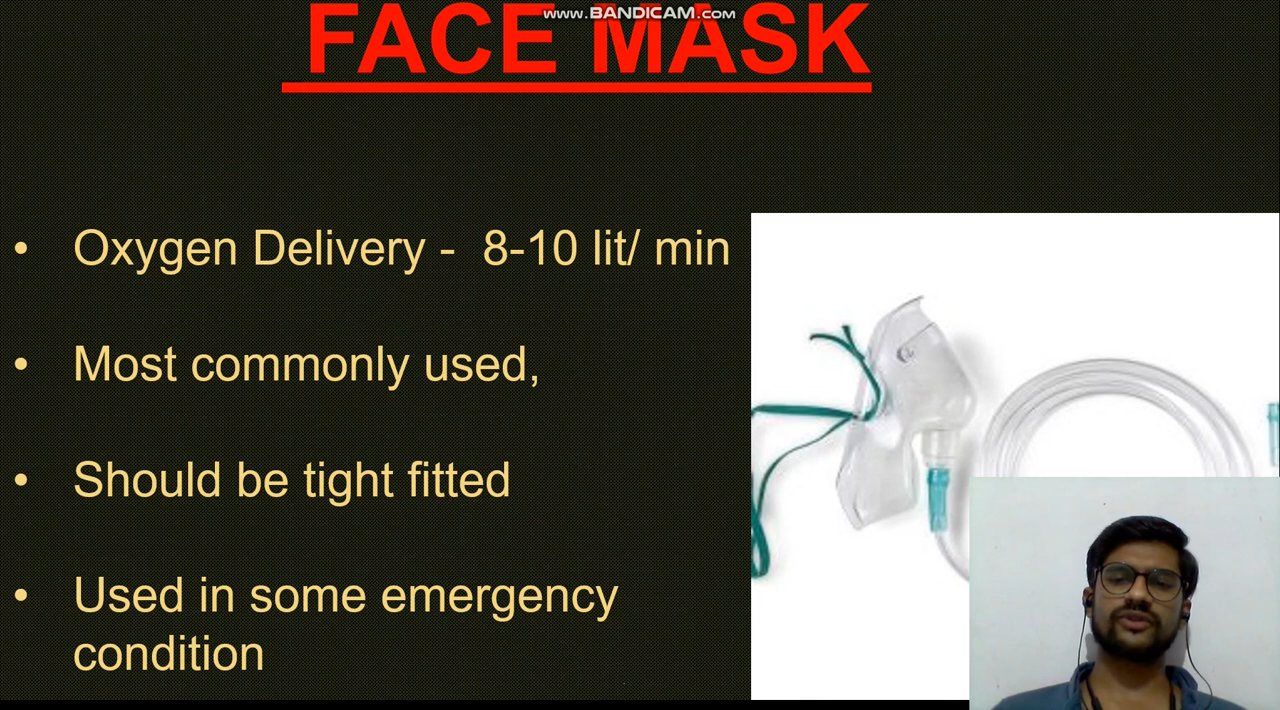 www.BANDICAM.com
FACE MASK
• Oxygen Delivery - 8-10 lit/ min
• Most commonly used,
• Should be tight fitted
• Used in some emergency
condition